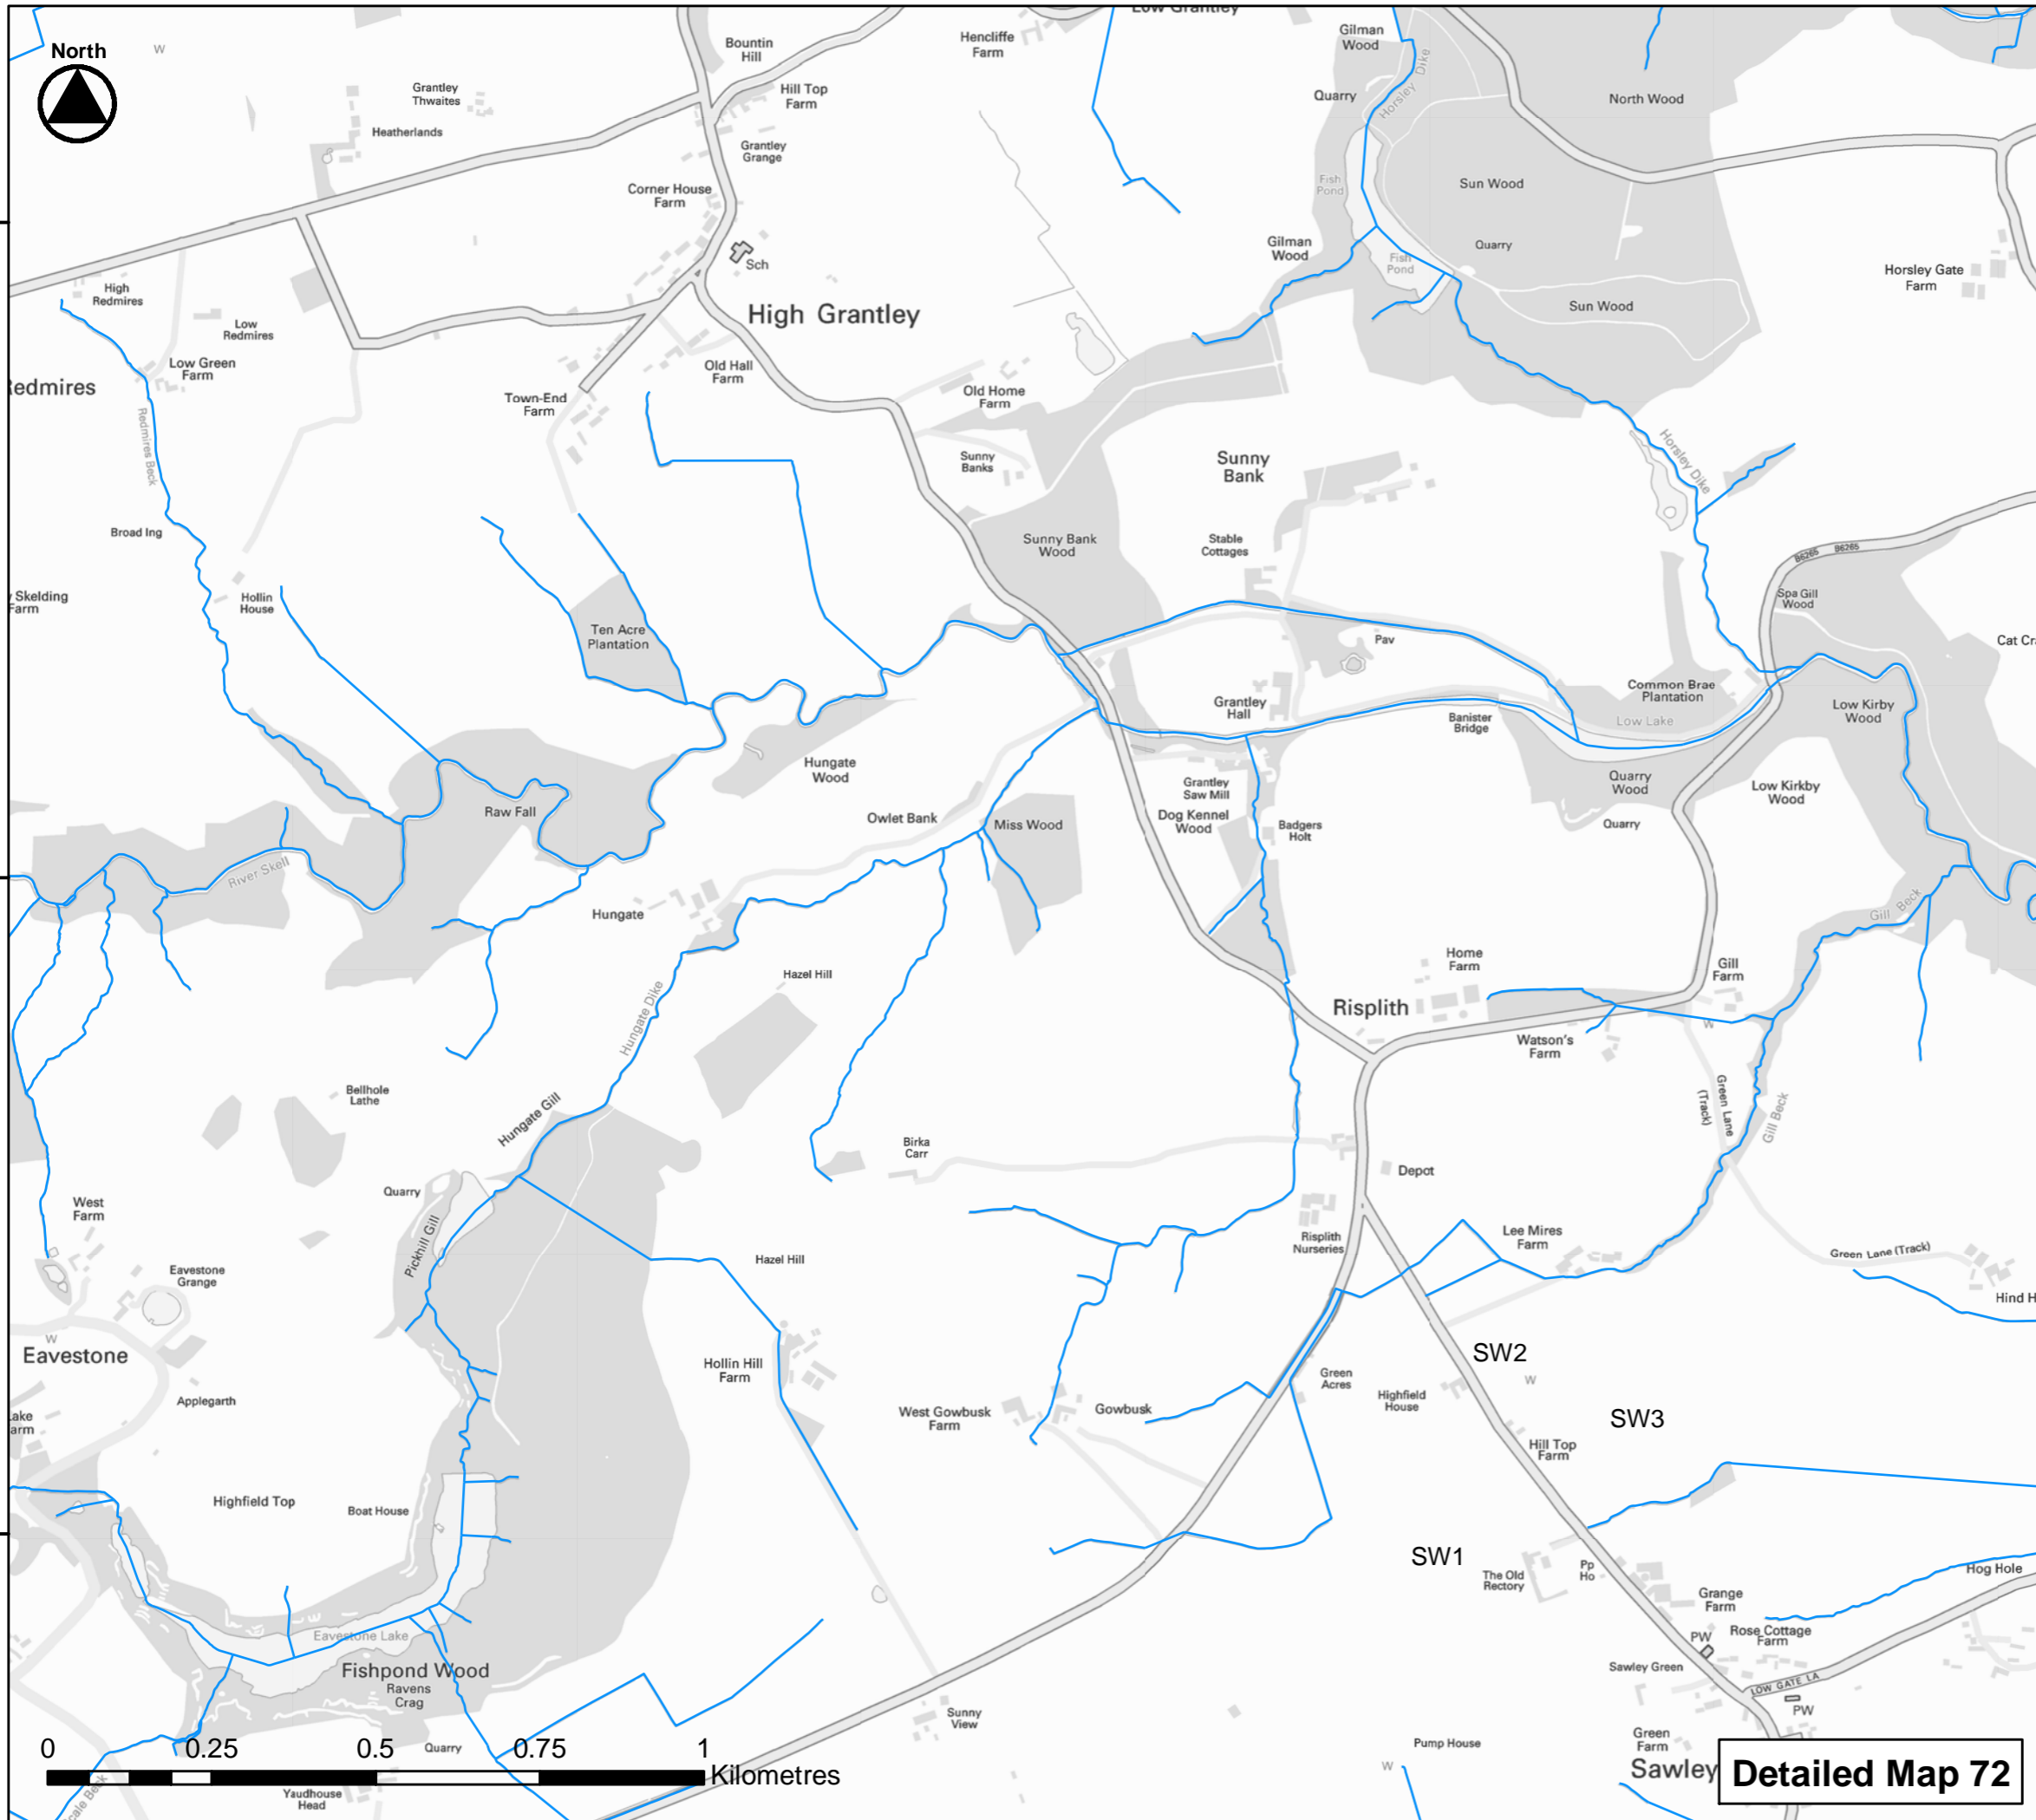 Low Grantley
North
W
Bountin
Hill
Hencliffe
Farm
Gilman
Wood
Horsley Dike
Grantley
Thwaites
Heatherlands
Hill Top
Farm
Quarry
North Wood
Grantley
Grange
Corner House
Farm
Fish
Pond
Sun Wood
Gilman
Wood
Quarry
Sch
Fish
Pond
Horsley Gate
Farm
High
Redmires
High Grantley
Sun Wood
Low
Redmires
Low Green
Farm
Redmires
Redmires Beck
Old Hall
Farm
Town-End
Farm
Old Home
Farm
Sunny
Banks
Sunny
Bank
Horsley Dike
Broad Ing
Sunny Bank
Wood
Stable
Cottages
B6265
B6265
Skelding
Farm
Hollin
House
Spa Gill
Wood
Ten Acre
Plantation
Pav
Cat Cr
Common Brae
Plantation
Grantley
Hall
Banister
Bridge
Low Lake
Low Kirby
Wood
Hungate
Wood
Grantley
Saw Mill
Quarry
Wood
Low Kirkby
Wood
Raw Fall
Owlet Bank
Miss Wood
Dog Kennel
Wood
Badgers
Holt
Quarry
River Skell
Hungate
Gill Beck
Hazel Hill
Home
Farm
Gill
Farm
Hungate Dike
Risplith
W
Watson's
Farm
Bellhole
Lathe
Hungate Gill
Green Lane
(Track)
Gill Beck
Birka
Carr
Depot
West
Farm
Quarry
Pickhill Gill
Risplith
Nurseries
Lee Mires
Farm
Hazel Hill
Green Lane (Track)
Eavestone
Grange
Hind H
W
Eavestone
Hollin Hill
Farm
SW2
Green
Acres
W
Applegarth
Highfield
House
Lake
Farm
West Gowbusk
Farm
Gowbusk
SW3
Hill Top
Farm
Highfield Top
Boat House
SW1
The Old
Rectory
Pp
Ho
Hog Hole
Grange
Farm
Eavestone Lake
PW
Rose Cottage
Farm
Fishpond Wood
Ravens
Crag
Sawley Green
LOW GATE LA
PW
Sunny
View
Green
Farm
Pump House
W
Quarry
Sawley
Detailed Map 72
0 0.25 0.5 0.75 1
Kilometres
Yaudhouse
Head
Scale Beck